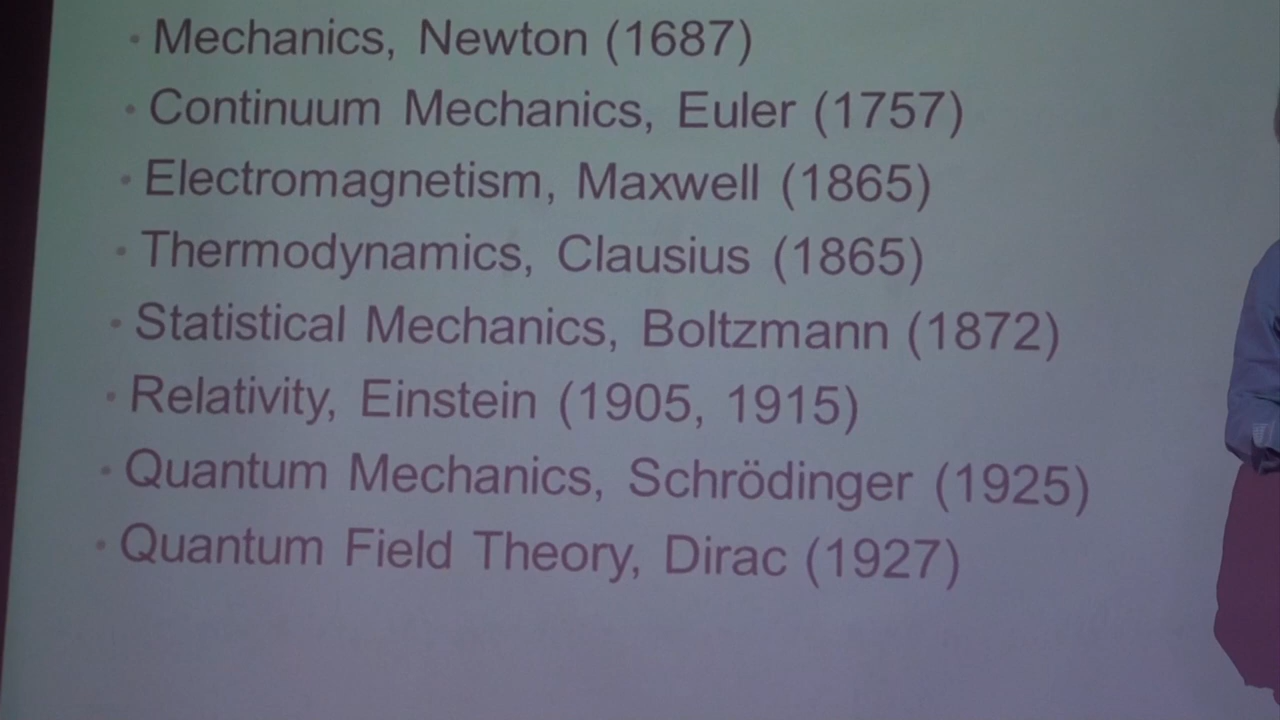 • Mechanics, Newton (1687)
• Continuum Mechanics, Euler (1757)
• Electromagnetism, Maxwell (1865)
• Thermodynamics, Clausius (1865)
• Statistical Mechanics, Boltzmann (1872)
• Relativity, Einstein (1905, 1915)
• Quantum Mechanics, Schrödinger (1925)
• Quantum Field Theory, Dirac (1927)